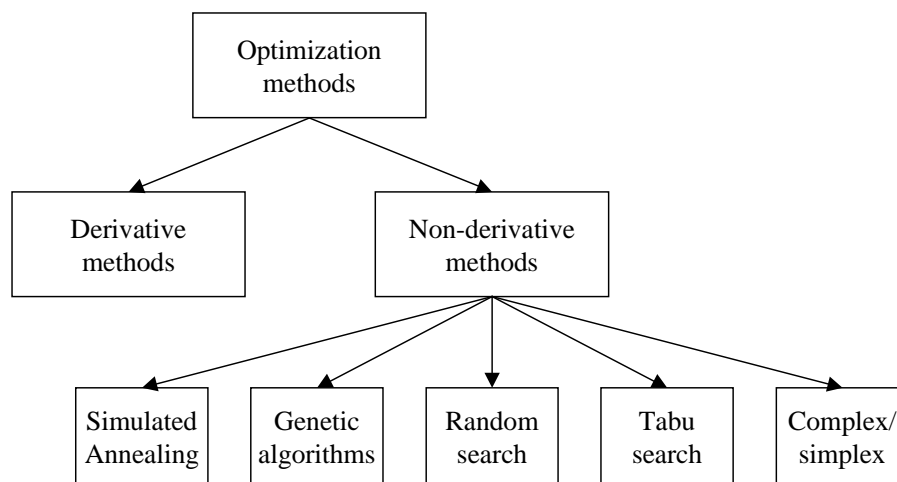 Optimization
methods
Derivative
methods
Non-derivative
methods
Simulated
Annealing
Genetic
algorithms
Random
search
Tabu
search
Complex/
simplex